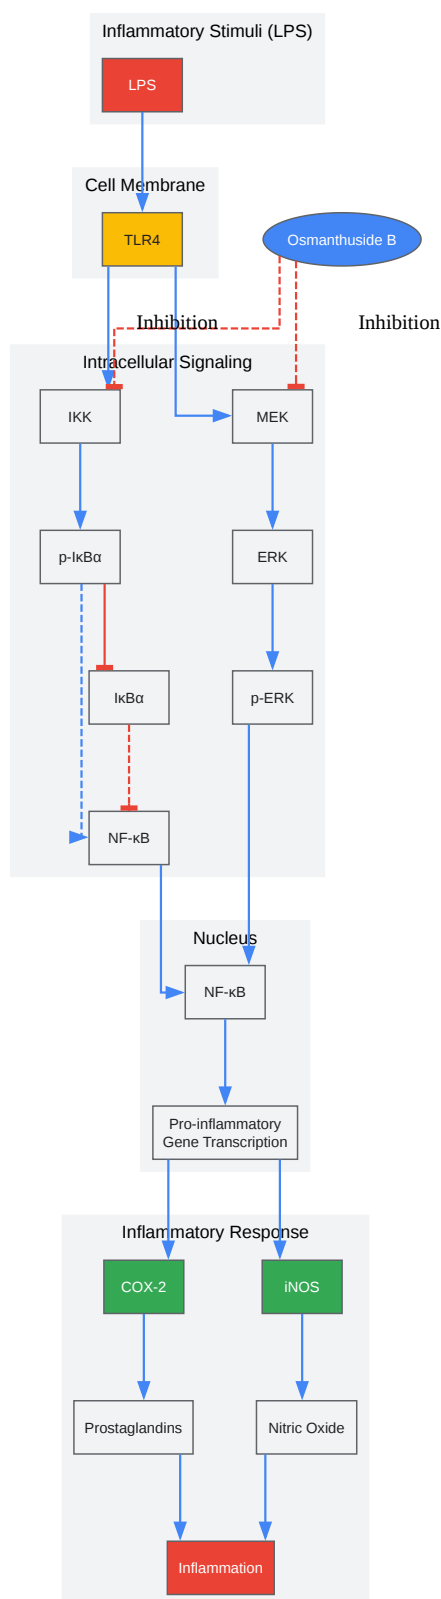 Inflammatory Stimuli (LPS)
LPS
Cell Membrane
TLR4
Osmanthuside B
Inhibition
Inhibition
Intracellular Signaling
IKK
MEK
p-IκBα
ERK
IκBα
p-ERK
NF-κB
Nucleus
NF-κB
Pro-inflammatory
Gene Transcription
Inflammatory Response
COX-2
iNOS
Prostaglandins
Nitric Oxide
Inflammation